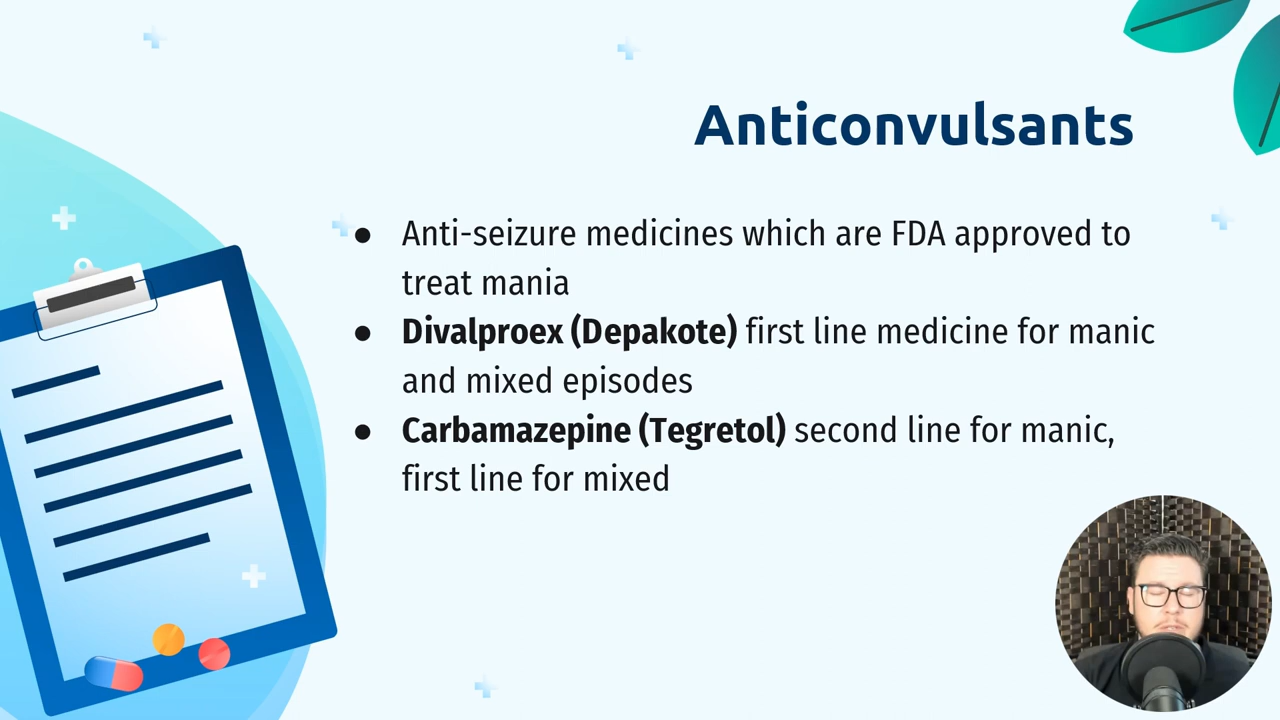 Anticonvulsants
● Anti-seizure medicines which are FDA approved to
treat mania
● Divalproex (Depakote) first line medicine for manic
and mixed episodes
● Carbamazepine (Tegretol) second line for manic,
first line for mixed